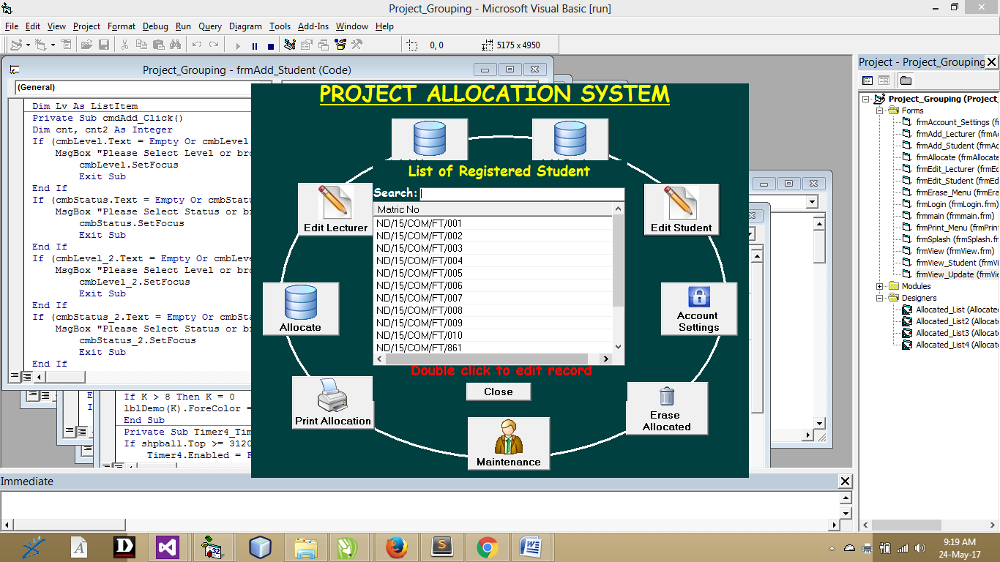 Project_Grouping - Microsoft Visual Basic [run]
File Edit View Project Format Debug Run Query Diagram Tools Add-Ins Window Help
0, 0 5175 x 4950
Project_Grouping - frmAdd_Student (Code)
(General)
Dim Lv As ListItem
Private Sub cmdAdd_Click()
Dim cnt, cnt2 As Integer
If (cmbLevel.Text = Empty Or cmbLevel
MsgBox "Please Select Level or bro
cmbLevel.SetFocus
Exit Sub
End If
If (cmbStatus.Text = Empty Or cmbStatu
MsgBox "Please Select Status or br
cmbStatus.SetFocus
Exit Sub
End If
If (cmbLevel_2.Text = Empty Or cmbLeve
MsgBox "Please Select Level or bro
cmbLevel_2.SetFocus
Exit Sub
End If
If (cmbStatus_2.Text = Empty Or cmbSta
MsgBox "Please Select Status or br
cmbStatus_2.SetFocus
Exit Sub
End If
If K > 8 Then K = 0
lblDemo(K).ForeColor =
End Sub
Private Sub Timer4_Tim
If shpball.Top >= 3120
Timer4.Enabled = F
PROJECT ALLOCATION SYSTEM
List of Registered Student
Search:
Matric No
ND/15/COM/FT/001
ND/15/COM/FT/002
ND/15/COM/FT/003
ND/15/COM/FT/004
ND/15/COM/FT/005
ND/15/COM/FT/006
ND/15/COM/FT/007
ND/15/COM/FT/008
ND/15/COM/FT/009
ND/15/COM/FT/010
ND/15/COM/FT/861
Double click to edit record
Close
Edit Lecturer
Edit Student
Allocate
Account
Settings
Print Allocation
Erase
Allocated
Maintenance
Project - Project_Grouping
Project_Grouping (Project
Forms
frmAccount_Settings (f
frmAdd_Lecturer (frmA
frmAdd_Student (frmA
frmAllocate (frmAlloca
frmEdit_Lecturer (frmE
frmEdit_Student (frmE
frmErase_Menu (frmEra
frmLogin (frmLogin.frm)
frmmain (frmmain.frm)
frmPrint_Menu (frmPrin
frmSplash (frmSplash.f
frmView (frmView.frm)
frmView_Student (frmV
frmView_Update (frmVi
Modules
Designers
Allocated_List (Allocate
Allocated_List2 (Allocat
Allocated_List3 (Allocat
Allocated_List4 (Allocat
Immediate
9:19 AM
24-May-17